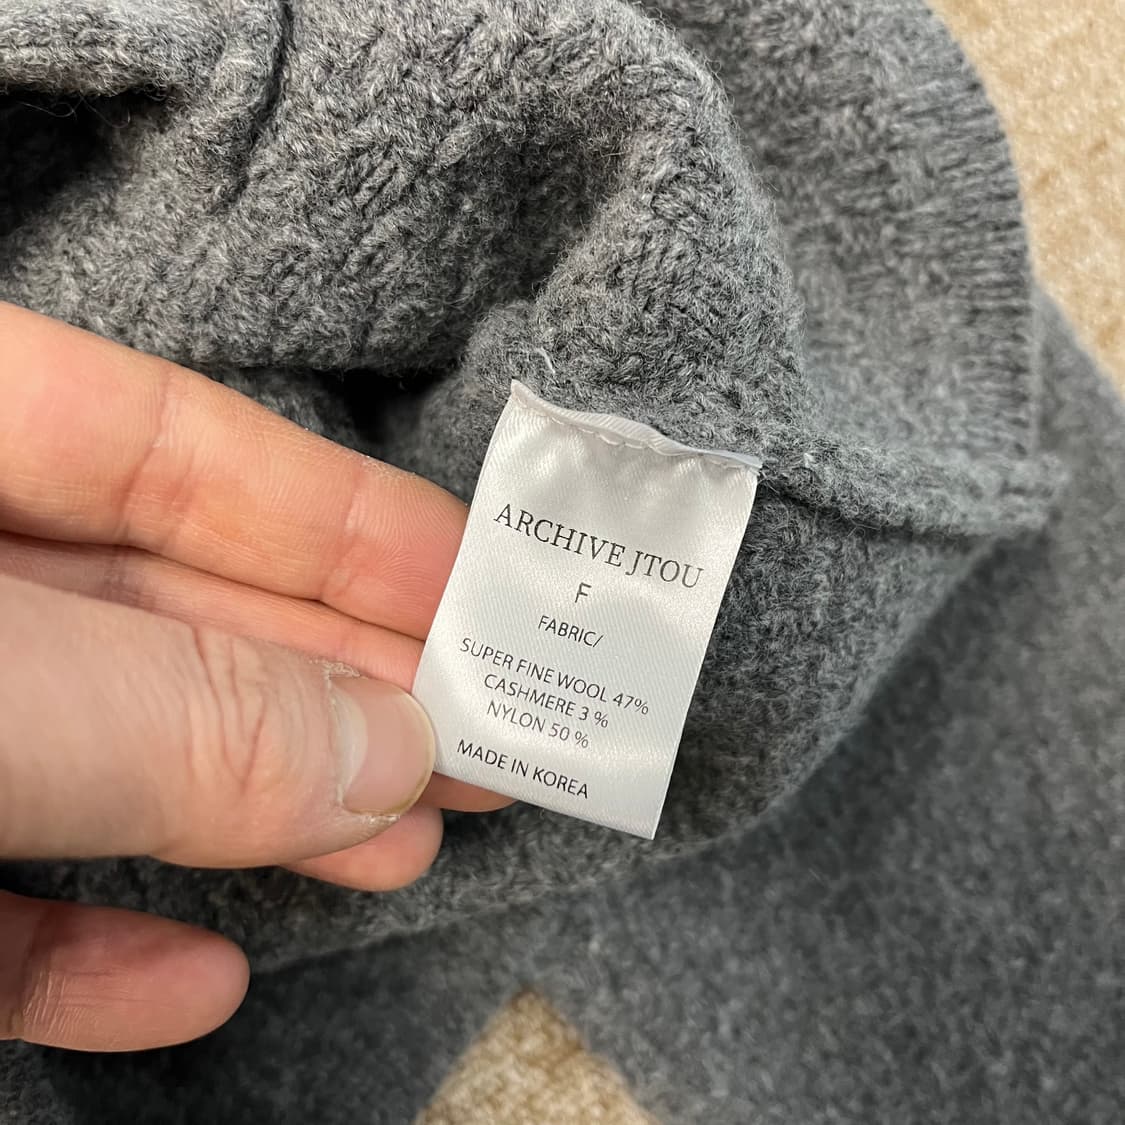 ARCHIVE JTOU
F
FABRIC/
SUPER FINE WOOL 47%
CASHMERE 3 %
NYLON 50 %
MADE IN KOREA